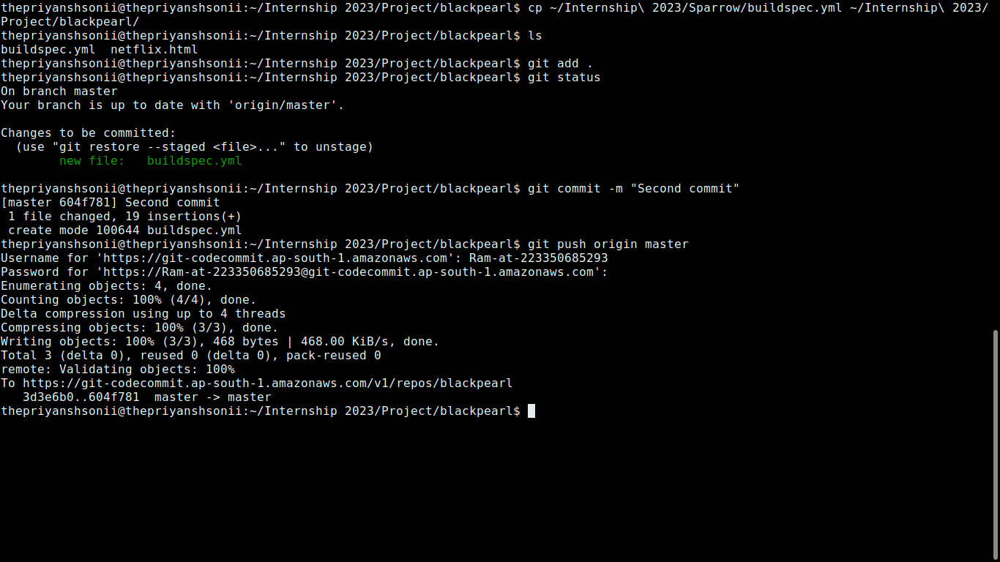 thepriyanshsonii@thepriyanshsonii:~/Internship 2023/Project/blackpearl$ cp ~/Internship\ 2023/Sparrow/buildspec.yml ~/Internship\ 2023/
Project/blackpearl/
thepriyanshsonii@thepriyanshsonii:~/Internship 2023/Project/blackpearl$ ls
buildspec.yml  netflix.html
thepriyanshsonii@thepriyanshsonii:~/Internship 2023/Project/blackpearl$ git add .
thepriyanshsonii@thepriyanshsonii:~/Internship 2023/Project/blackpearl$ git status
On branch master
Your branch is up to date with 'origin/master'.

Changes to be committed:
  (use "git restore --staged <file>..." to unstage)
        new file:   buildspec.yml

thepriyanshsonii@thepriyanshsonii:~/Internship 2023/Project/blackpearl$ git commit -m "Second commit"
[master 604f781] Second commit
 1 file changed, 19 insertions(+)
 create mode 100644 buildspec.yml
thepriyanshsonii@thepriyanshsonii:~/Internship 2023/Project/blackpearl$ git push origin master
Username for 'https://git-codecommit.ap-south-1.amazonaws.com': Ram-at-223350685293
Password for 'https://Ram-at-223350685293@git-codecommit.ap-south-1.amazonaws.com':
Enumerating objects: 4, done.
Counting objects: 100% (4/4), done.
Delta compression using up to 4 threads
Compressing objects: 100% (3/3), done.
Writing objects: 100% (3/3), 468 bytes | 468.00 KiB/s, done.
Total 3 (delta 0), reused 0 (delta 0), pack-reused 0
remote: Validating objects: 100%
To https://git-codecommit.ap-south-1.amazonaws.com/v1/repos/blackpearl
   3d3e6b0..604f781  master -> master
thepriyanshsonii@thepriyanshsonii:~/Internship 2023/Project/blackpearl$